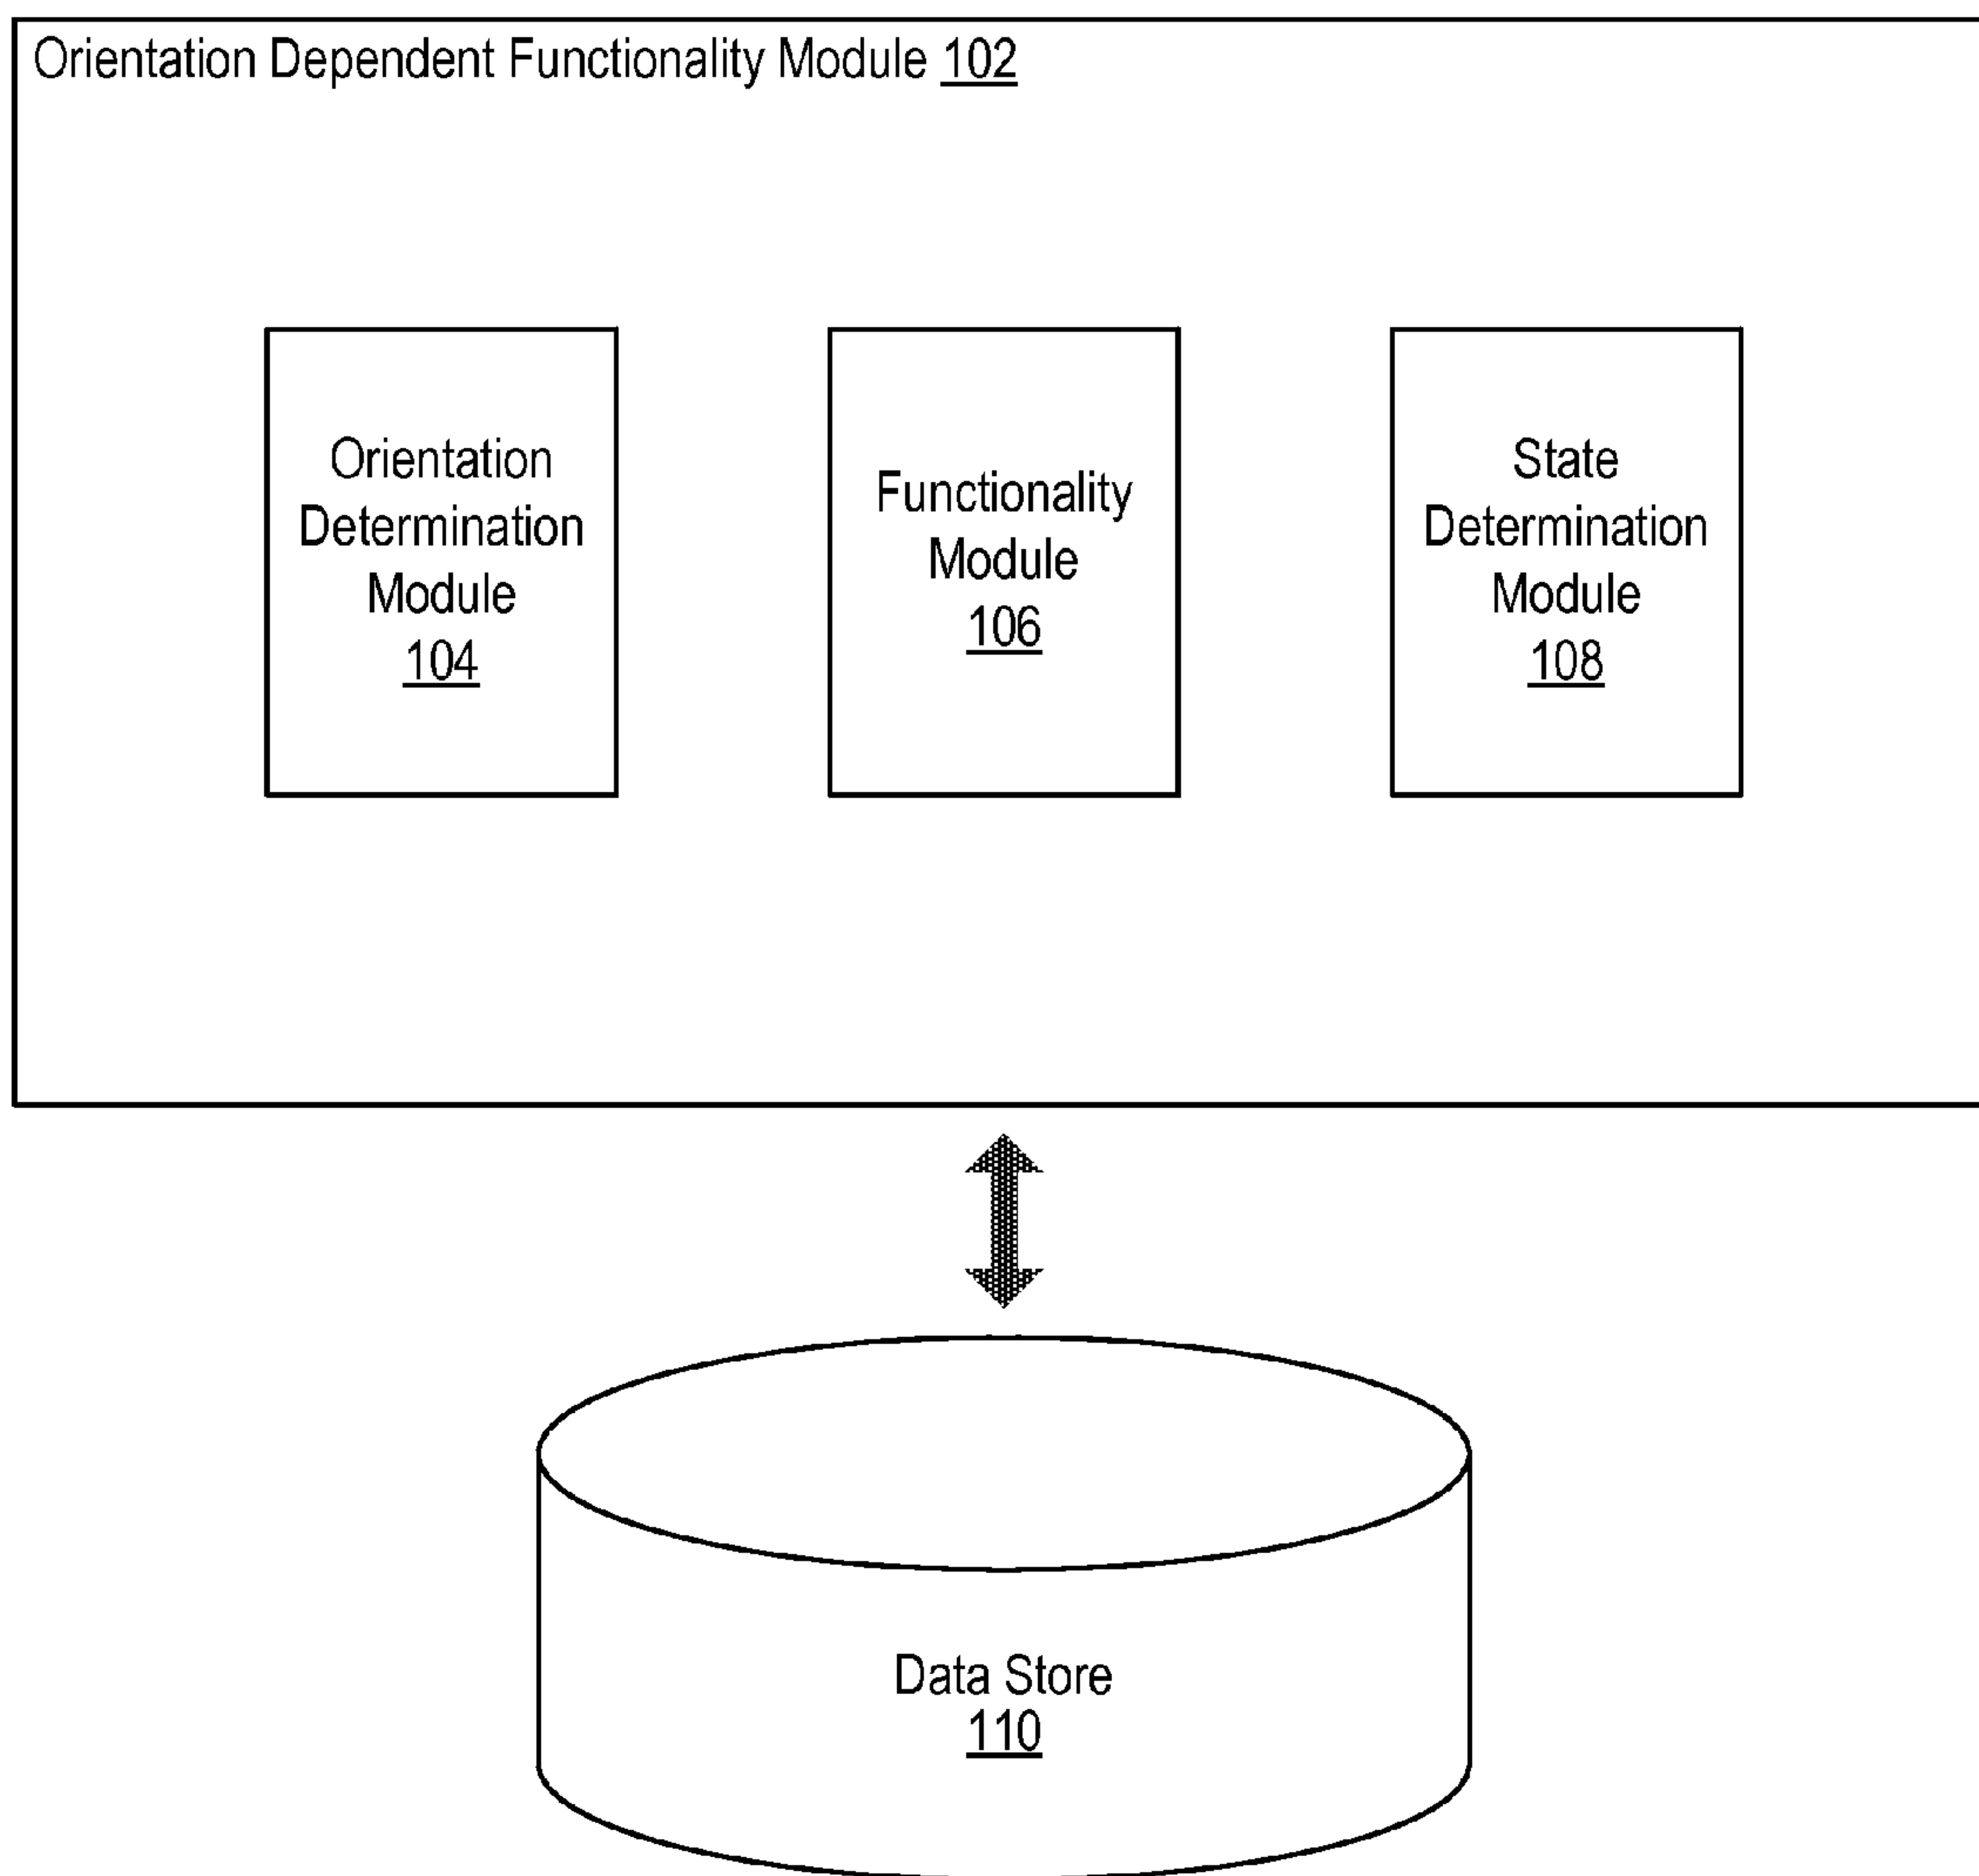 Orientation Dependent Functionality Module 102
Orientation
Determination
Module
104
Functionality
Module
106
State
Determination
Module
108
Data Store
110